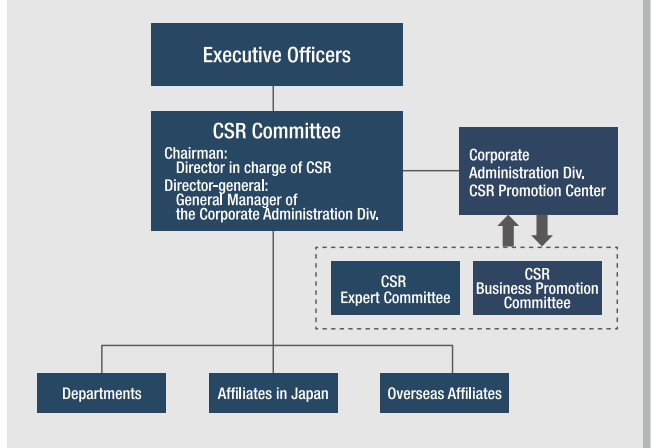 Executive Officers
CSR Committee
Chairman:
Director in charge of CSR
Director-general:
General Manager of
the Corporate Administration Div.
Corporate
Administration Div.
CSR Promotion Center
CSR
Expert Committee
CSR
Business Promotion
Committee
Departments
Affiliates in Japan
Overseas Affiliates